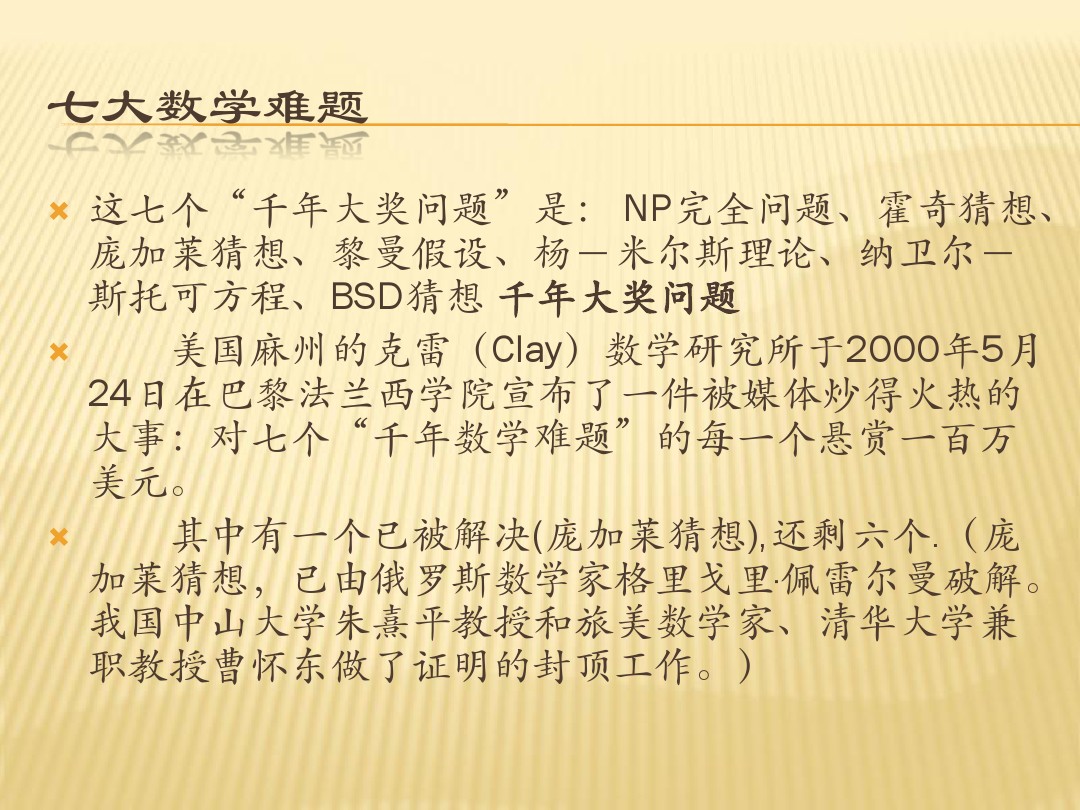 七大数学难题
这七个“千年大奖问题”是： NP完全问题、霍奇猜想、
庞加莱猜想、黎曼假设、杨－米尔斯理论、纳卫尔－
斯托可方程、BSD猜想 千年大奖问题
美国麻州的克雷（Clay）数学研究所于2000年5月
24日在巴黎法兰西学院宣布了一件被媒体炒得火热的
大事：对七个“千年数学难题”的每一个悬赏一百万
美元。
其中有一个已被解决(庞加莱猜想),还剩六个.（庞
加莱猜想，已由俄罗斯数学家格里戈里·佩雷尔曼破解。
我国中山大学朱熹平教授和旅美数学家、清华大学兼
职教授曹怀东做了证明的封顶工作。）